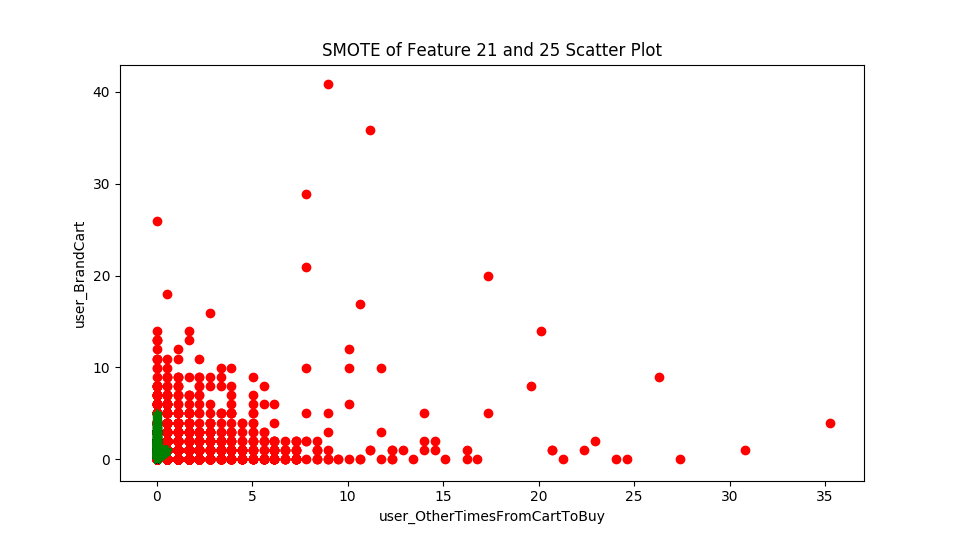 SMOTE of Feature 21 and 25 Scatter Plot
40
30
20
10
0
user_BrandCart
0 5 10 15 20 25 30 35
user_OtherTimesFromCartToBuy